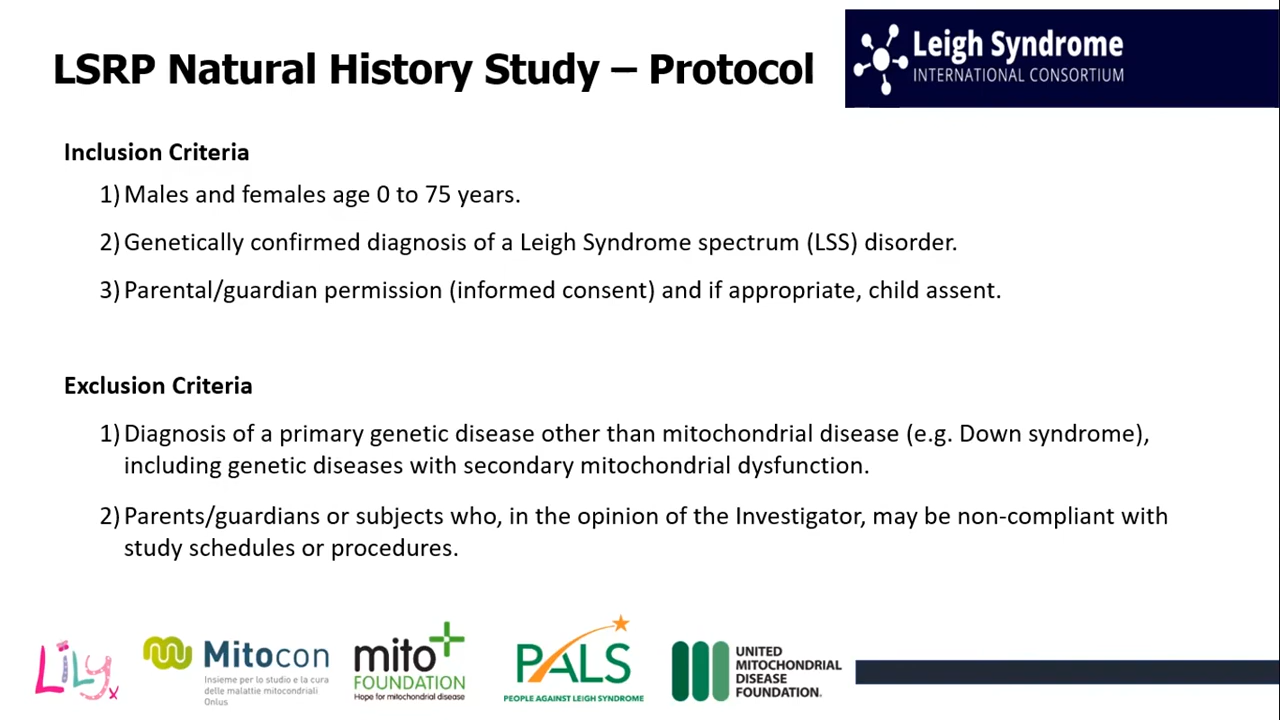 LSRP Natural History Study – Protocol
Leigh Syndrome
INTERNATIONAL CONSORTIUM
Inclusion Criteria
1) Males and females age 0 to 75 years.
2) Genetically confirmed diagnosis of a Leigh Syndrome spectrum (LSS) disorder.
3) Parental/guardian permission (informed consent) and if appropriate, child assent.
Exclusion Criteria
1) Diagnosis of a primary genetic disease other than mitochondrial disease (e.g. Down syndrome),
including genetic diseases with secondary mitochondrial dysfunction.
2) Parents/guardians or subjects who, in the opinion of the Investigator, may be non-compliant with
study schedules or procedures.
LiLy x
Mitocon
Insieme per lo studio e la cura
delle malattie mitocondriali
Onlus
mito
FOUNDATION
Hope for mitochondrial disease
PALS
PEOPLE AGAINST LEIGH SYNDROME
UNITED
MITOCHONDRIAL
DISEASE
FOUNDATION.